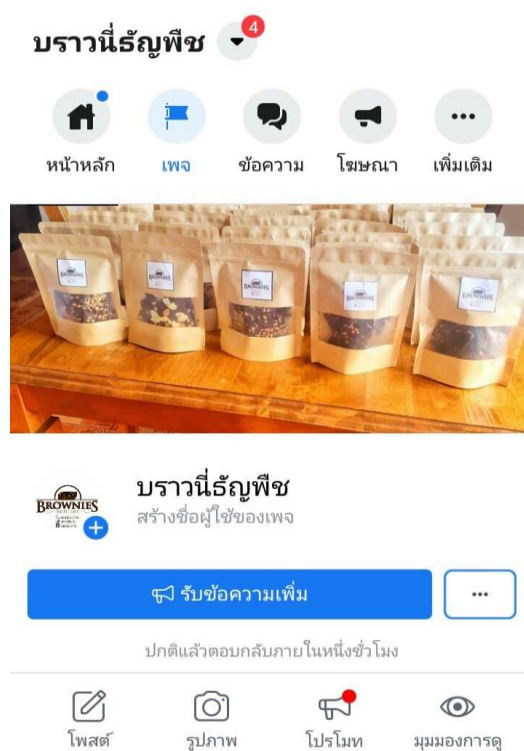 บราวนี่ธัญพืช
4
หน้าหลัก เพจ ข้อความ โฆษณา เพิ่มเติม
BROWNIES
BROWNIES
BROWNIES
BROWNIES
BROWNIES
บราวนี่ธัญพืช
สร้างชื่อผู้ใช้ของเพจ
รับข้อความเพิ่ม
ปกติแล้วตอบกลับภายในหนึ่งชั่วโมง
โพสต์ รูปภาพ โปรโมท มุมมองการดู